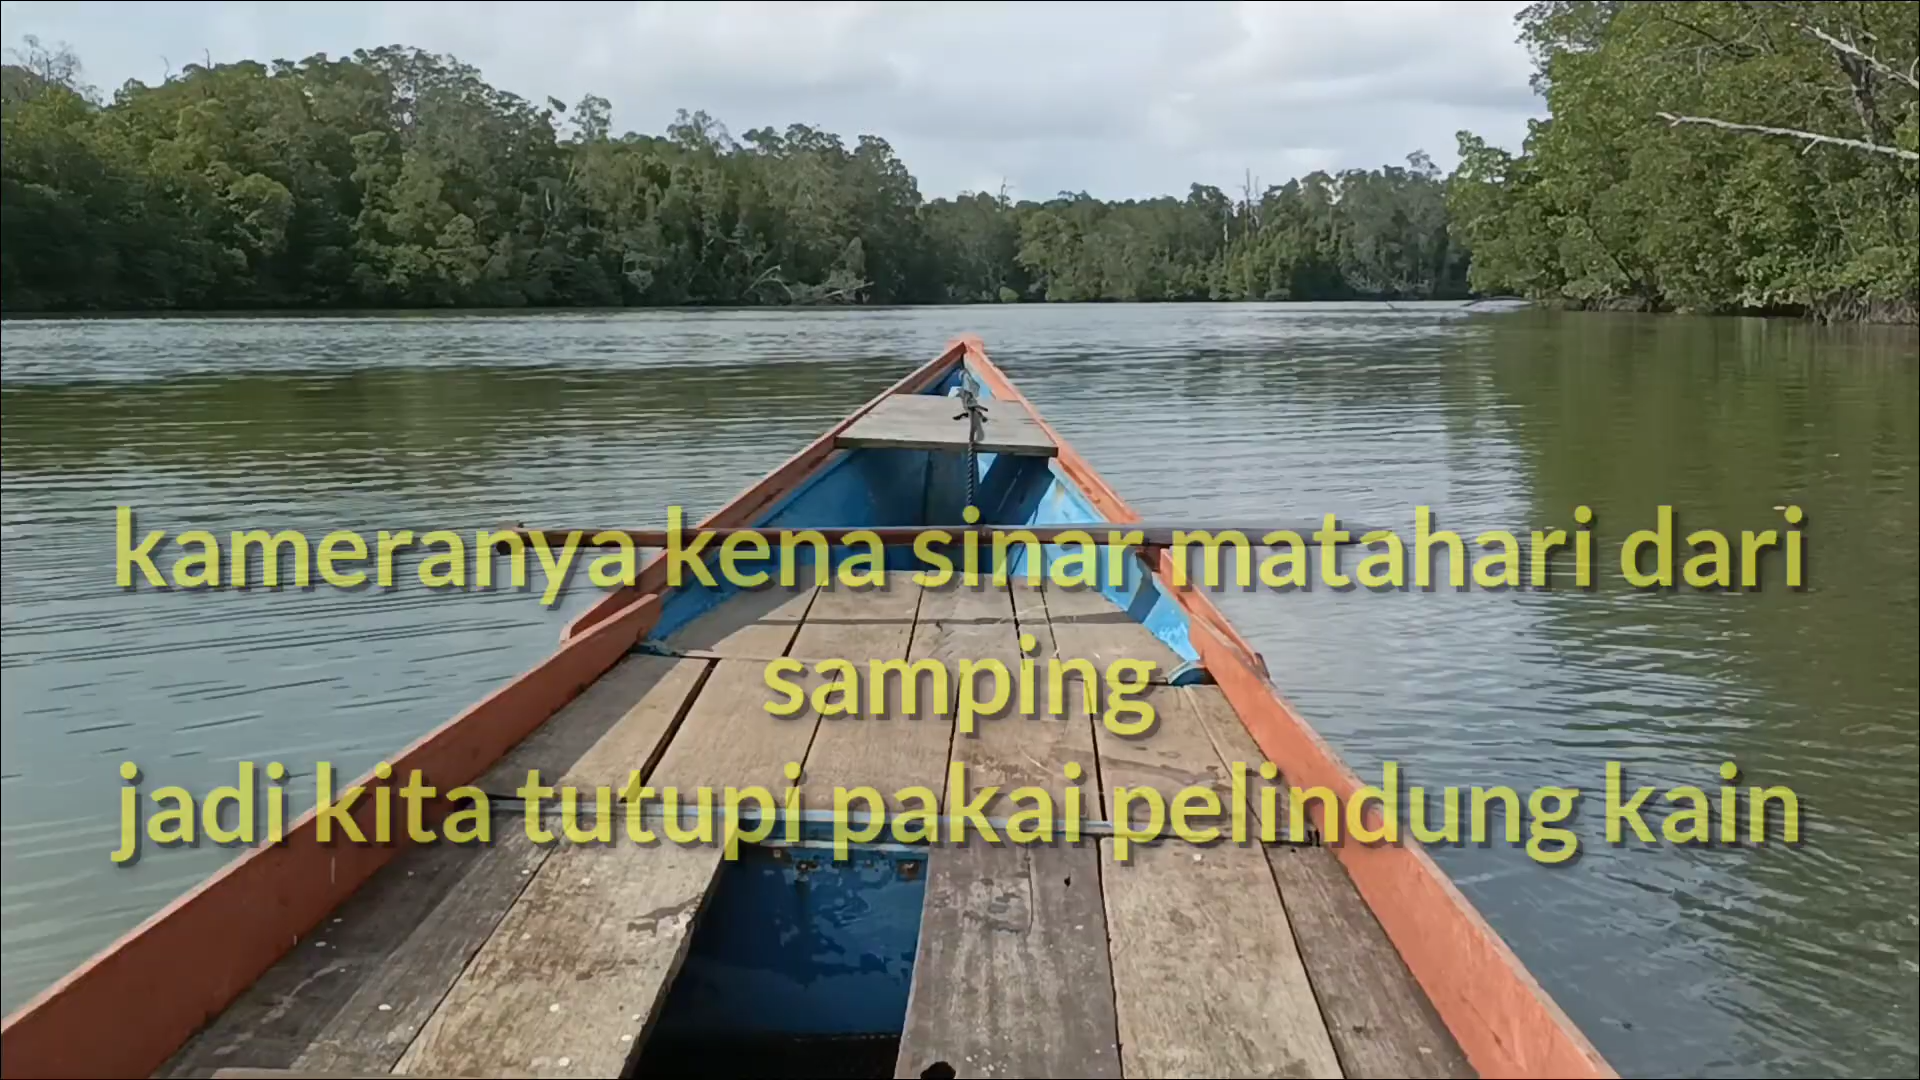 kameranya kena sinar matahari dari
samping
jadi kita tutupi pakai pelindung kain